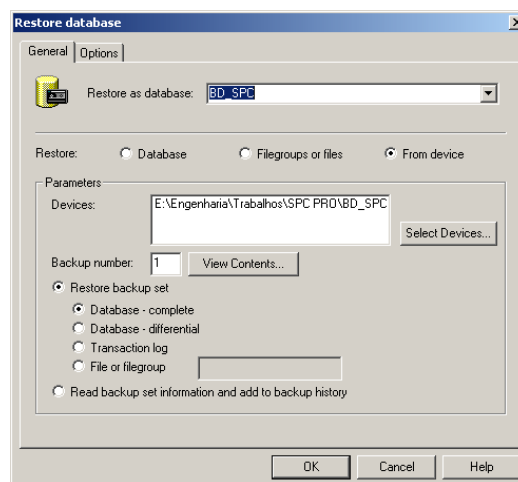 Restore database
General Options
Restore as database: BD_SPC
Restore: Database Filegroups or files From device
Parameters
Devices: E:\Engenharia\Trabalhos\SPC PRO\BD_SPC
Select Devices...
Backup number: 1 View Contents...
Restore backup set
Database - complete
Database - differential
Transaction log
File or filegroup
Read backup set information and add to backup history
OK Cancel Help